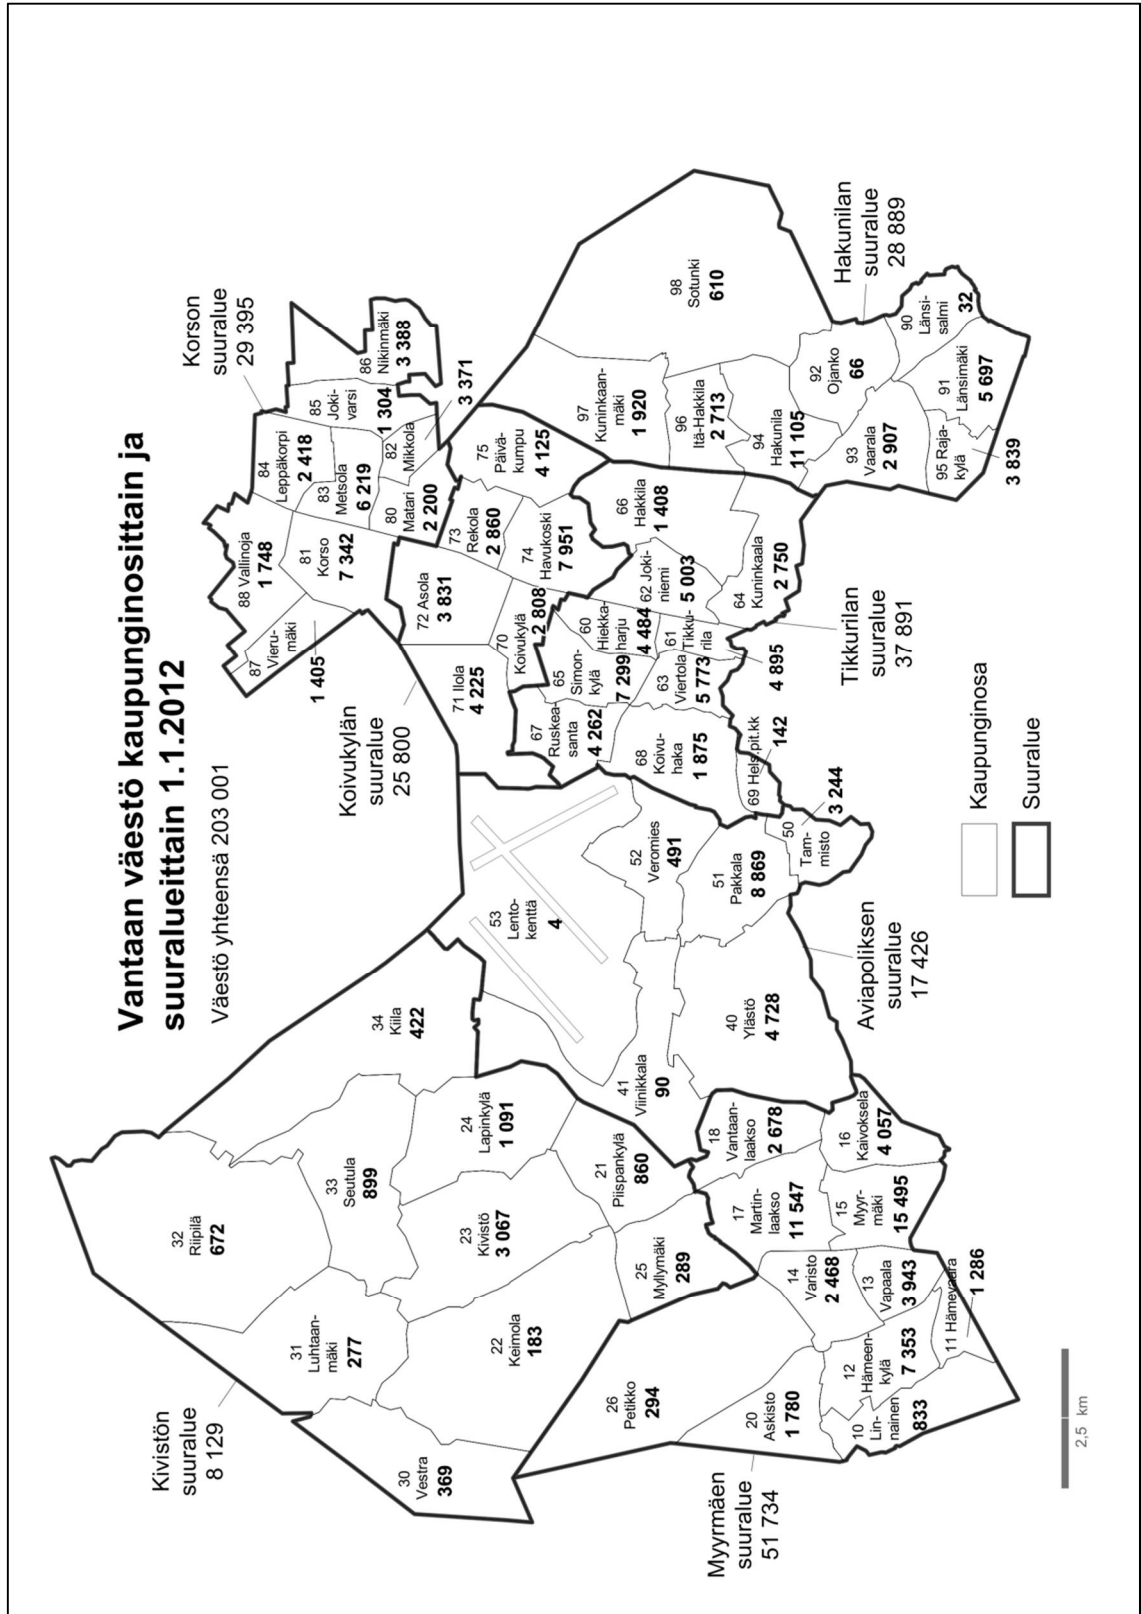 Vantaan väestö kaupunginosittain ja
suuralueittain 1.1.2012
Väestö yhteensä 203 001
Kivistön
suuralue
8 129
32
Riipilä
672
31
Luhtaan-
mäki
277
30
Vestra
369
33
Seutula
899
34
Kiila
422
24
Lapinkylä
1 091
23
Kivistö
3 067
22
Keimola
183
21
Piispankylä
860
25
Myllymäki
289
Myyrmäen
suuralue
51 734
26
Petikko
294
20
Askisto
1 780
10
Lin-
nainen
833
12
Hämeen-
kylä
7 353
11 Hämevaara
1 286
13
Vapaala
3 943
14
Varisto
2 468
15
Myyr-
mäki
15 495
16
Kaivoksela
4 057
17
Martin-
laakso
11 547
18
Vantaan-
laakso
2 678
Aviapoliksen
suuralue
17 426
53
Lento-
kenttä
4
41
Viinikkala
90
40
Ylästö
4 728
52
Veromies
491
51
Pakkala
8 869
50
Tam-
misto
3 244
Koivukylän
suuralue
25 800
71 Ilola
4 225
72 Asola
3 831
70
Koivukylä
2 808
73
Rekola
2 860
74
Havukoski
7 951
75
Päivä-
kumpu
4 125
Korson
suuralue
29 395
87
Vieru-
mäki
1 405
88 Vallinoja
1 748
81
Korso
7 342
84
Leppäkorpi
2 418
83
Metsola
6 219
80
Matari
2 200
82
Mikkola
3 371
85
Joki-
varsi
1 304
86
Nikinmäki
3 388
Tikkurilan
suuralue
37 891
67
Ruskea-
santa
4 262
65
Simon-
kylä
7 299
60
Hiekka-
harju
4 484
61
Tikku-
rila
4 895
62 Joki-
niemi
5 003
63
Viertola
5 773
64
Kuninkaala
2 750
66
Hakkila
1 408
68
Koivu-
haka
1 875
69 Hels.pit.kk
142
Hakunilan
suuralue
28 889
97
Kuninkaan-
mäki
1 920
98
Sotunki
610
96
Itä-Hakkila
2 713
94
Hakunila
11 105
92
Ojanko
66
93
Vaarala
2 907
90
Länsi-
salmi
32
91
Länsimäki
5 697
95 Raja-
kylä
3 839
Kaupunginosa
Suuralue
2,5 km